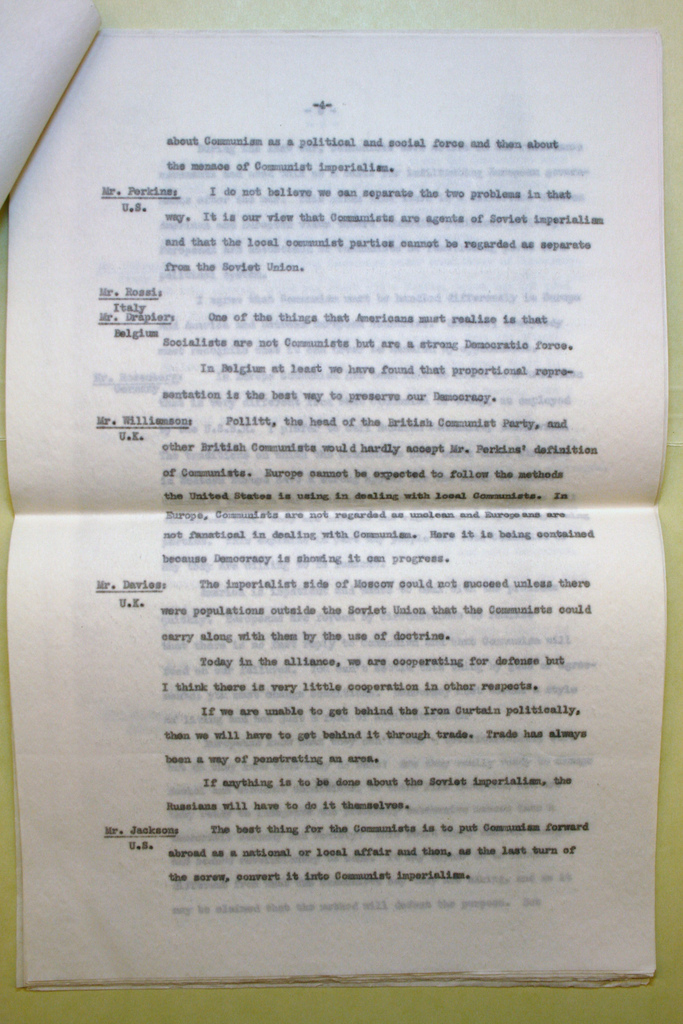 -4-
about Communism as a political and social force and then about
the menace of Communist imperialism.
Mr. Perkins: I do not believe we can separate the two problems in that
U.S. way. It is our view that Communists are agents of Soviet imperialism
and that the local communist parties cannot be regarded as separate
from the Soviet Union.
Mr. Rossi:
Italy
Mr. Drapier: One of the things that Americans must realize is that
Belgium Socialists are not Communists but are a strong Democratic force.
In Belgium at least we have found that proportional repre-
sentation is the best way to preserve our Democracy.
Mr. Williamson: Pollitt, the head of the British Communist Party, and
U.K. other British Communists would hardly accept Mr. Perkins' definition
of Communists. Europe cannot be expected to follow the methods
the United States is using in dealing with local Communists. In
Europe, Communists are not regarded as unclean and Europeans are
not fanatical in dealing with Communism. Here it is being contained
because Democracy is showing it can progress.
Mr. Davies: The imperialist side of Moscow could not succeed unless there
U.K. were populations outside the Soviet Union that the Communists could
carry along with them by the use of doctrine.
Today in the alliance, we are cooperating for defense but
I think there is very little cooperation in other respects.
If we are unable to get behind the Iron Curtain politically,
then we will have to get behind it through trade. Trade has always
been a way of penetrating an area.
If anything is to be done about the Soviet imperialism, the
Russians will have to do it themselves.
Mr. Jackson: The best thing for the Communists is to put Communism forward
U.S. abroad as a national or local affair and then, as the last turn of
the screw, convert it into Communist imperialism.